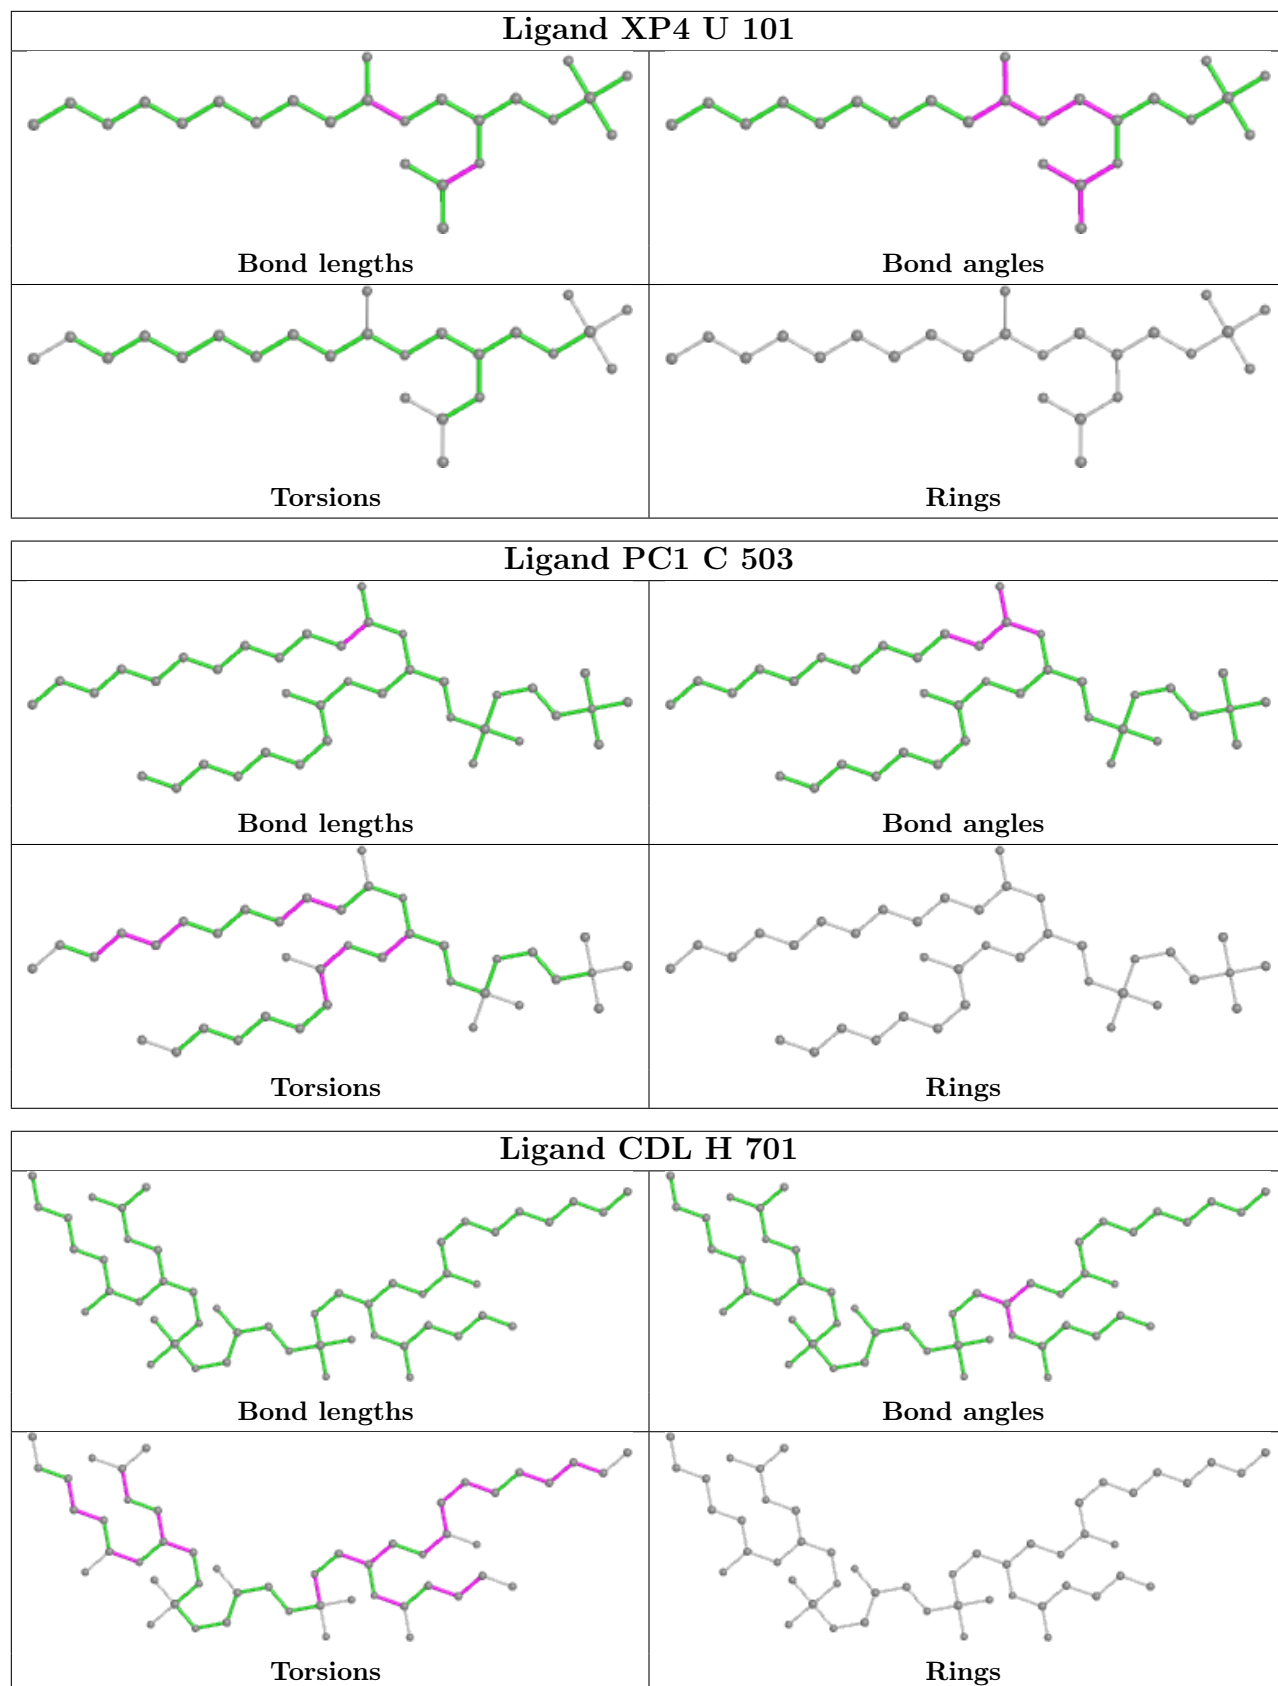 Ligand XP4 U 101
Bond lengths
Bond angles
Torsions
Rings
Ligand PC1 C 503
Bond lengths
Bond angles
Torsions
Rings
Ligand CDL H 701
Bond lengths
Bond angles
Torsions
Rings